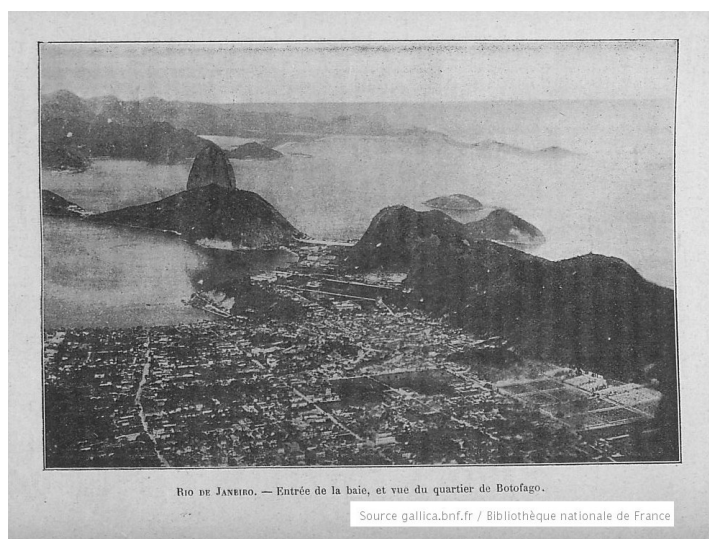 RIO DE JANEIRO. — Entrée de la baie, et vue du quartier de Botofago.
Source gallica.bnf.fr / Bibliothèque nationale de France